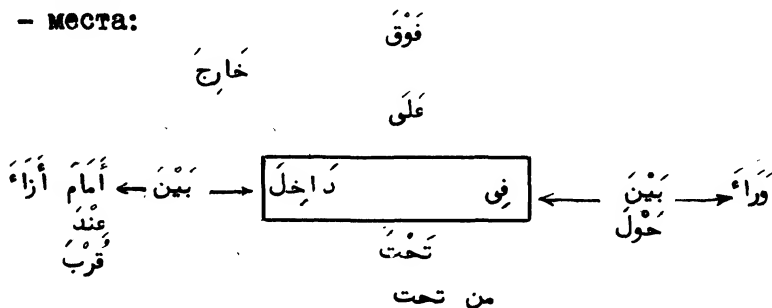 – места:
فَوْقَ
خَارِجَ
عَلَى
وَرَاءَ بَيْنَ فِى دَاخِلَ بَيْنَ أَمَامَ أَزَاءَ
حَوْلَ عِنْدَ
تَحْتَ قُرْبَ
من تحت